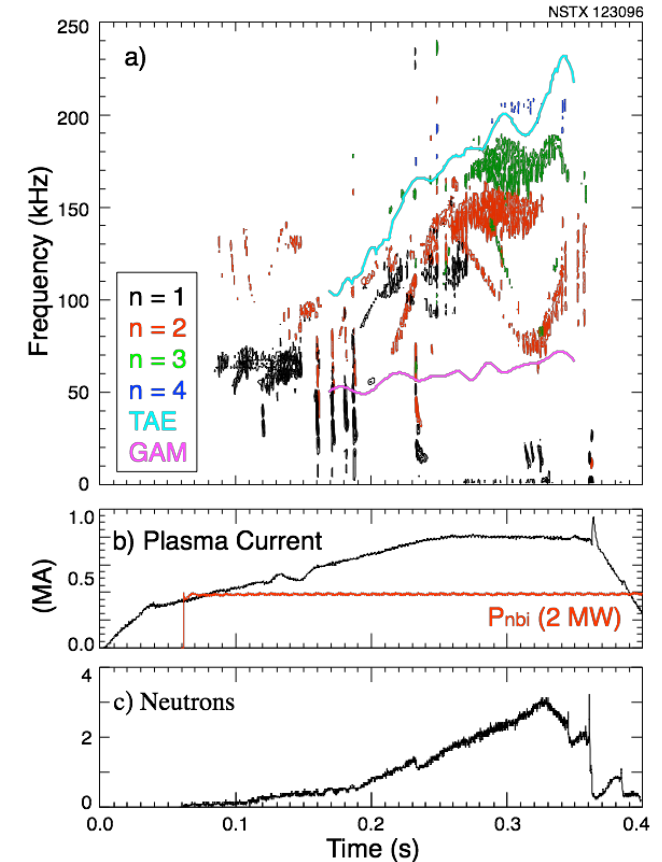 NSTX 123096
a)
250
200
150
100
50
0
Frequency (kHz)
n = 1
n = 2
n = 3
n = 4
TAE
GAM
b) Plasma Current
1.0
0.5
0.0
(MA)
Pnbi (2 MW)
c) Neutrons
4
2
0
0.0 0.1 0.2 0.3 0.4
Time (s)